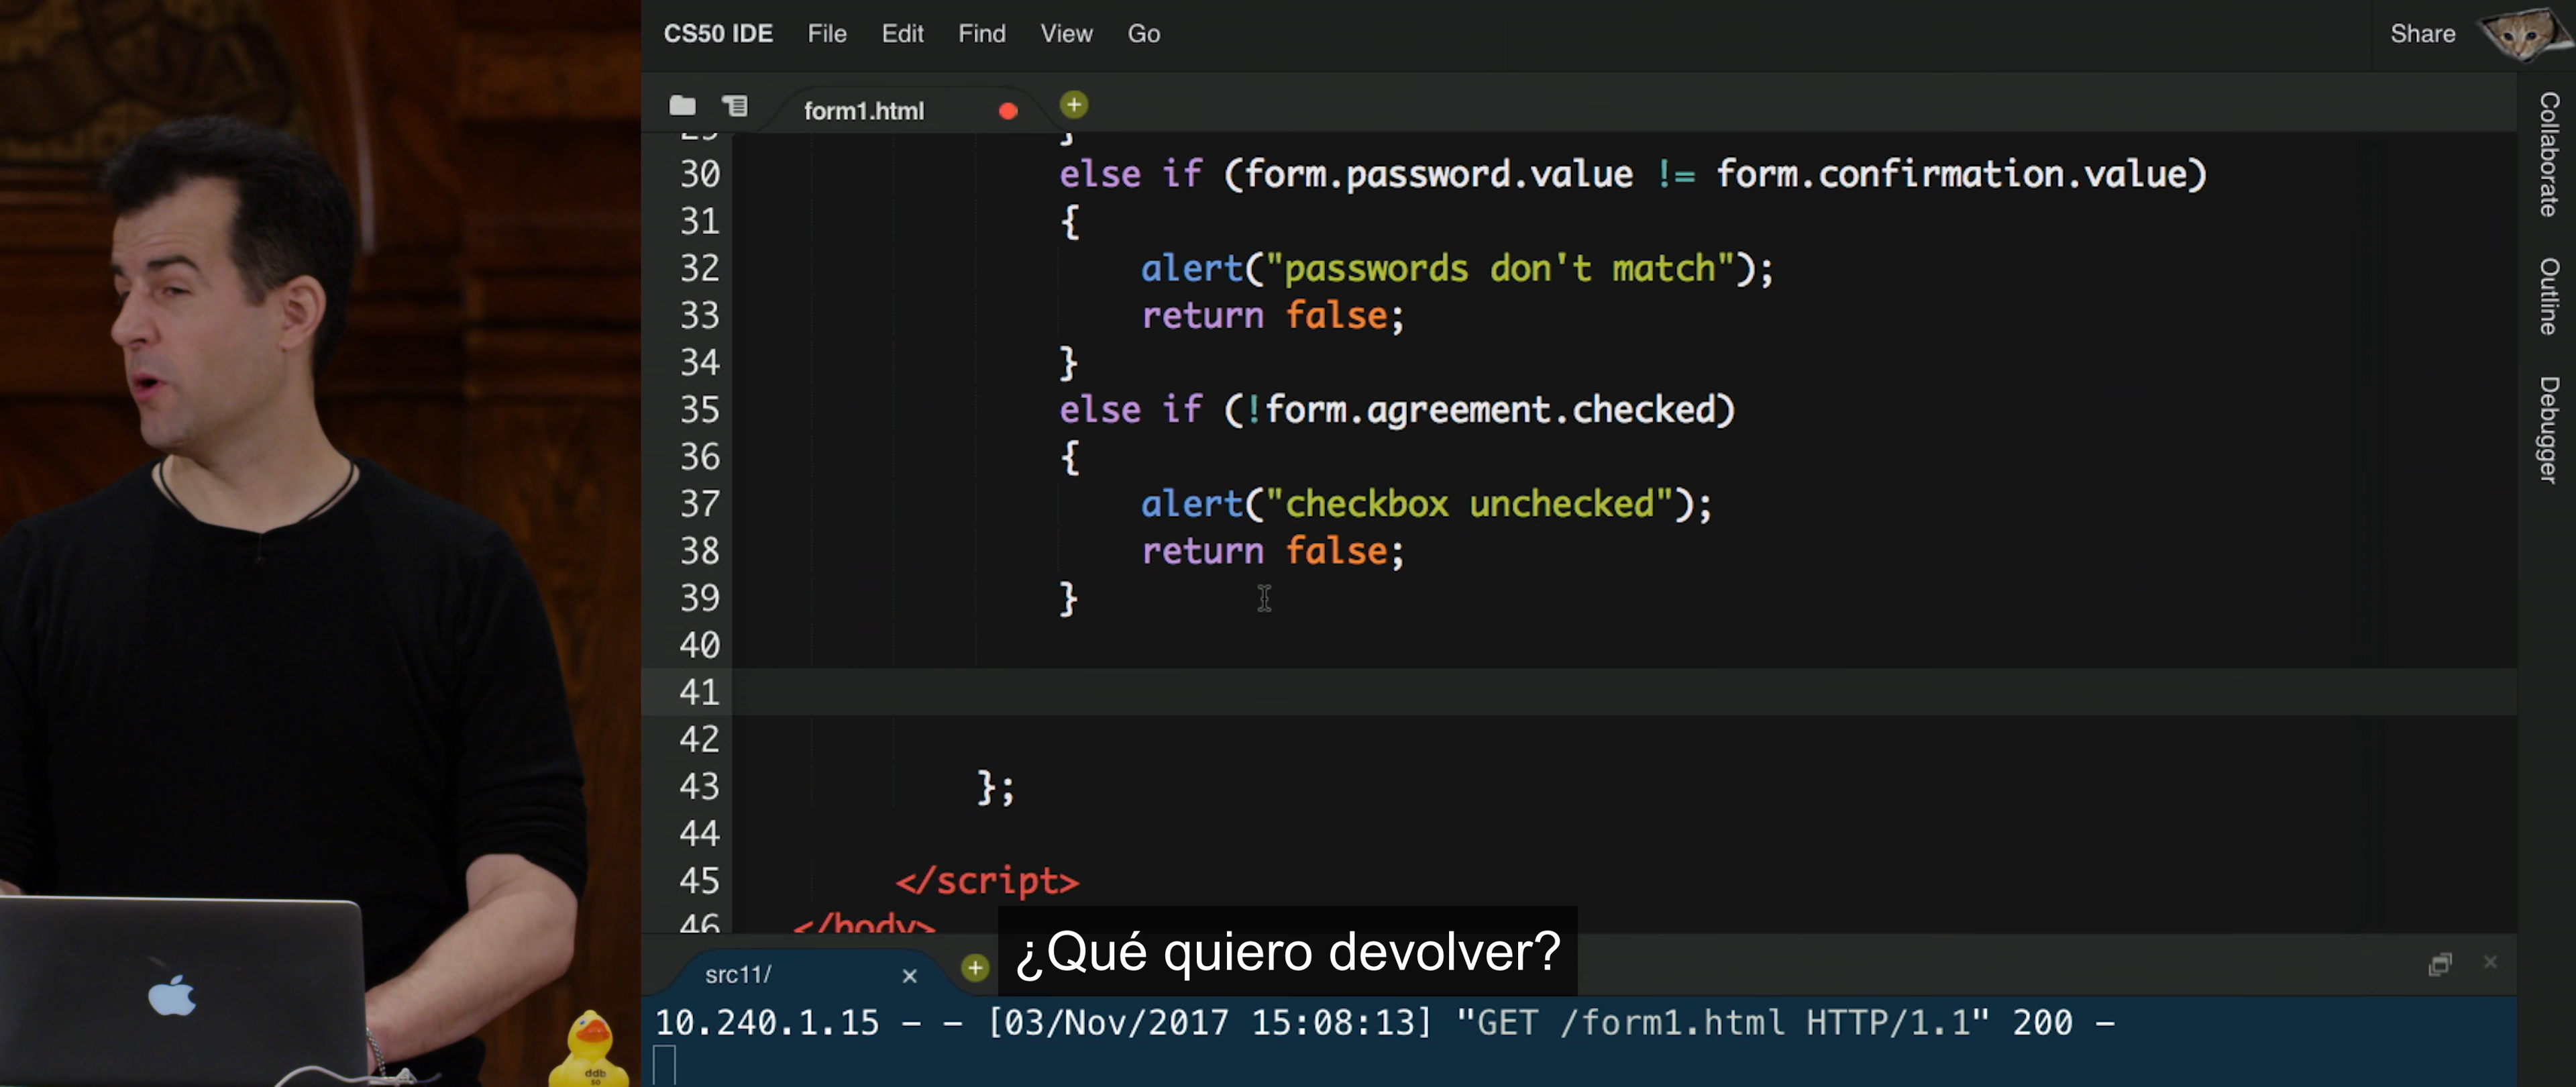 CS50 IDE File Edit Find View Go Share
form1.html
29 }
30 else if (form.password.value != form.confirmation.value)
31 {
32 alert("passwords don't match");
33 return false;
34 }
35 else if (!form.agreement.checked)
36 {
37 alert("checkbox unchecked");
38 return false;
39 }
40
41
42
43 };
44
45 </script>
46 </body>
Collaborate
Outline
Debugger
¿Qué quiero devolver?
src11/
10.240.1.15 - - [03/Nov/2017 15:08:13] "GET /form1.html HTTP/1.1" 200 -
ddb
50